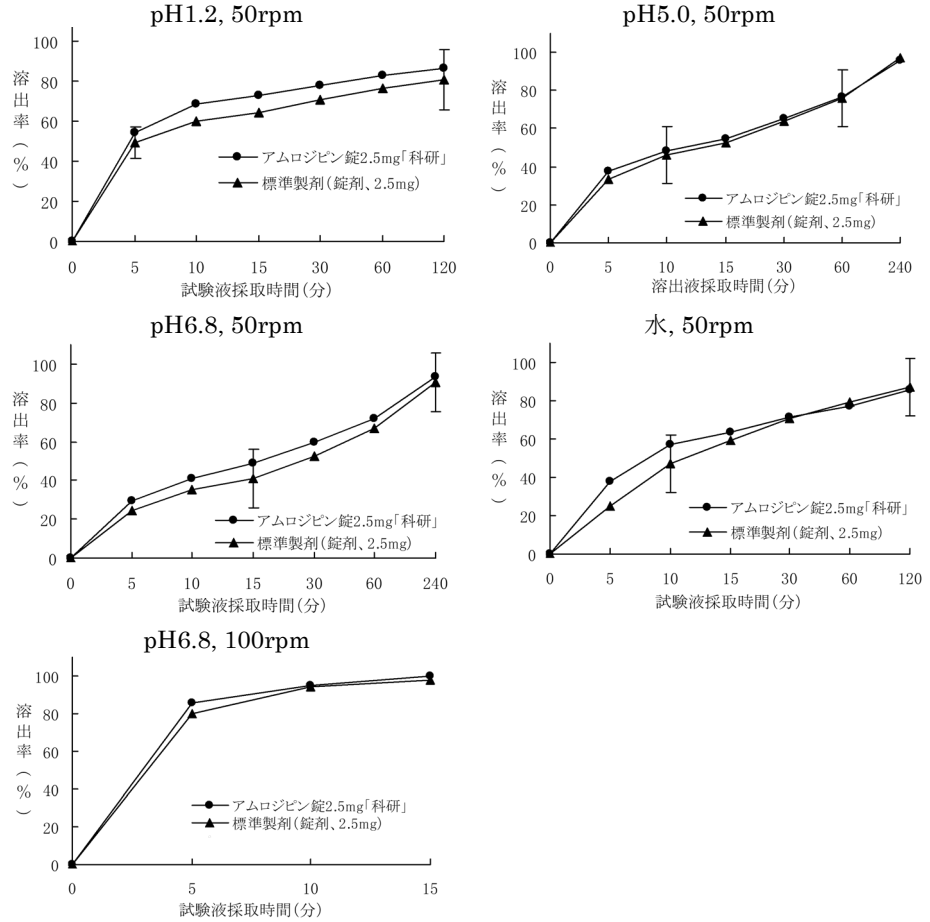 pH1.2, 50rpm
溶出率(%)
100
80
60
40
20
0
アムロジピン錠2.5mg「科研」
標準製剤(錠剤、2.5mg)
0 5 10 15 30 60 120
試験液採取時間(分)
pH5.0, 50rpm
溶出率(%)
100
80
60
40
20
0
アムロジピン錠2.5mg「科研」
標準製剤(錠剤、2.5mg)
0 5 10 15 30 60 240
溶出液採取時間(分)
pH6.8, 50rpm
溶出率(%)
100
80
60
40
20
0
アムロジピン錠2.5mg「科研」
標準製剤(錠剤、2.5mg)
0 5 10 15 30 60 240
試験液採取時間(分)
水, 50rpm
溶出率(%)
100
80
60
40
20
0
アムロジピン錠2.5mg「科研」
標準製剤(錠剤、2.5mg)
0 5 10 15 30 60 120
試験液採取時間(分)
pH6.8, 100rpm
溶出率(%)
100
80
60
40
20
0
アムロジピン錠2.5mg「科研」
標準製剤(錠剤、2.5mg)
0 5 10 15
試験液採取時間(分)